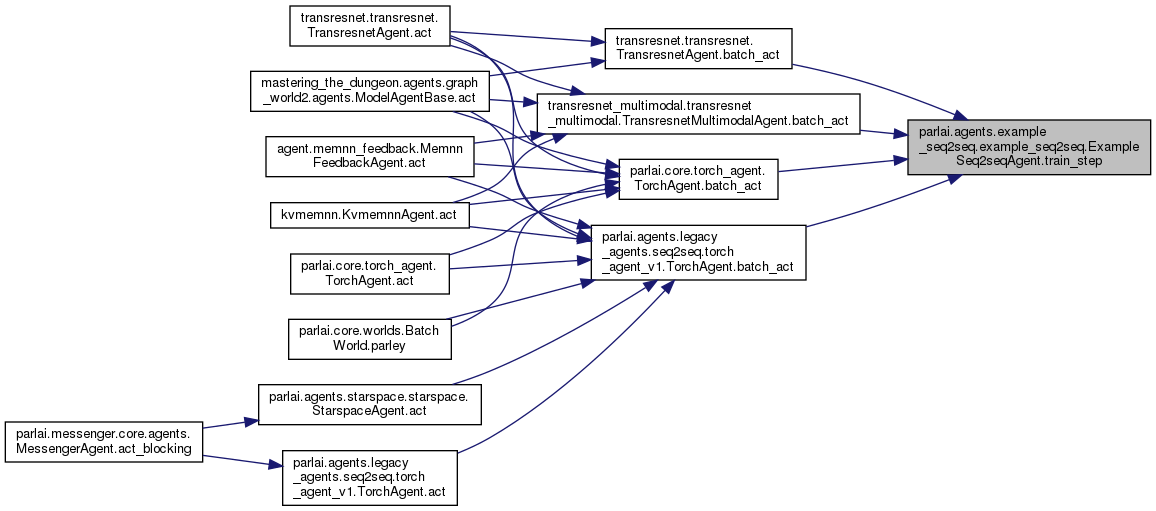 transresnet.transresnet.
TransresnetAgent.act
mastering_the_dungeon.agents.graph
_world2.agents.ModelAgentBase.act
agent.memnn_feedback.Memnn
FeedbackAgent.act
kvmemnn.KvmemnnAgent.act
parlai.core.torch_agent.
TorchAgent.act
parlai.core.worlds.Batch
World.parley
parlai.agents.starspace.starspace.
StarspaceAgent.act
parlai.messenger.core.agents.
MessengerAgent.act_blocking
parlai.agents.legacy
_agents.seq2seq.torch
_agent_v1.TorchAgent.act
transresnet.transresnet.
TransresnetAgent.batch_act
transresnet_multimodal.transresnet
_multimodal.TransresnetMultimodalAgent.batch_act
parlai.core.torch_agent.
TorchAgent.batch_act
parlai.agents.legacy
_agents.seq2seq.torch
_agent_v1.TorchAgent.batch_act
parlai.agents.example
_seq2seq.example_seq2seq.Example
Seq2seqAgent.train_step